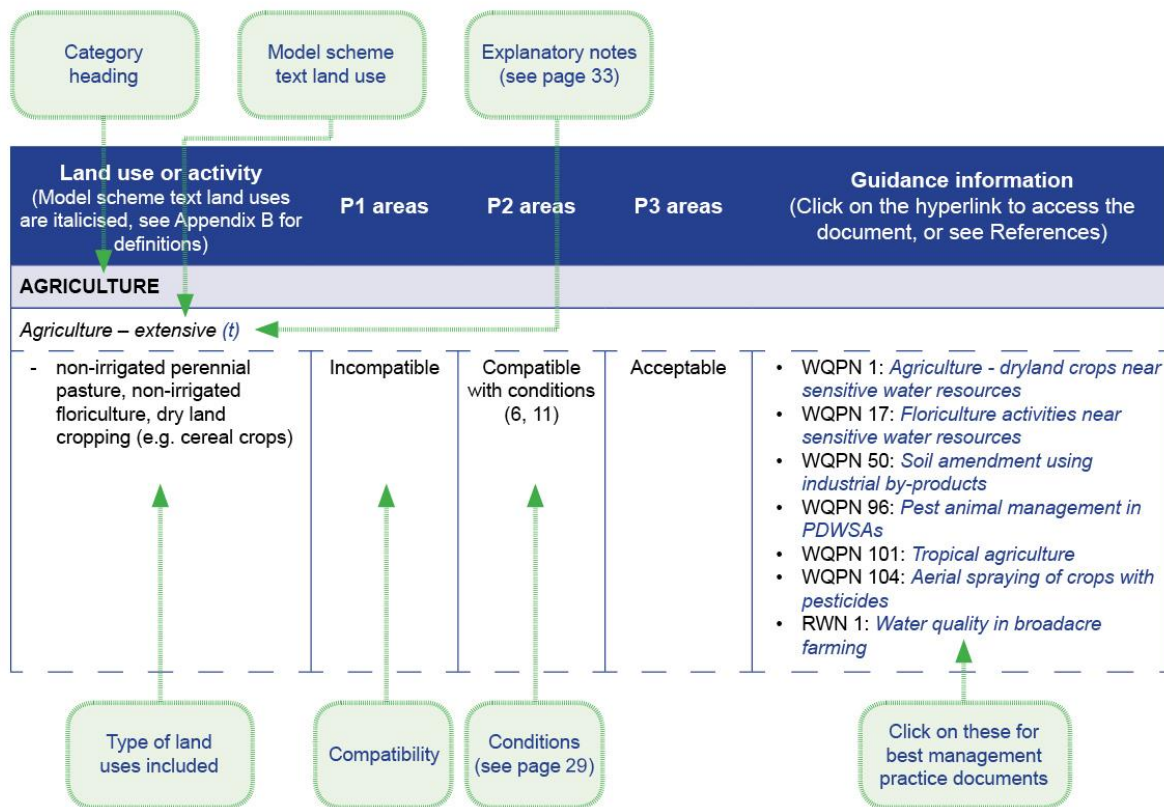 Category
heading
Model scheme
text land use
Explanatory notes
(see page 33)
Land use or activity
(Model scheme text land uses
are italicised, see Appendix B for
definitions)
P1 areas
P2 areas
P3 areas
Guidance information
(Click on the hyperlink to access the
document, or see References)
AGRICULTURE
Agriculture – extensive (t)
- non-irrigated perennial
pasture, non-irrigated
floriculture, dry land
cropping (e.g. cereal crops)
Incompatible
Compatible
with conditions
(6, 11)
Acceptable
• WQPN 1: Agriculture - dryland crops near
sensitive water resources
• WQPN 17: Floriculture activities near
sensitive water resources
• WQPN 50: Soil amendment using
industrial by-products
• WQPN 96: Pest animal management in
PDWSAs
• WQPN 101: Tropical agriculture
• WQPN 104: Aerial spraying of crops with
pesticides
• RWN 1: Water quality in broadacre
farming
Type of land
uses included
Compatibility
Conditions
(see page 29)
Click on these for
best management
practice documents